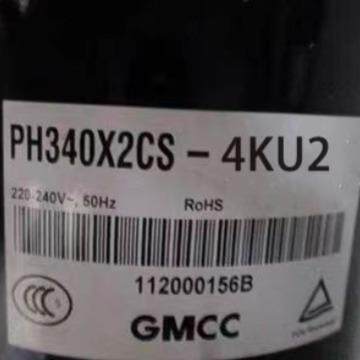 PH340X2CS – 4KU2
220-240V~, 50Hz RoHS
112000156B
GMCC